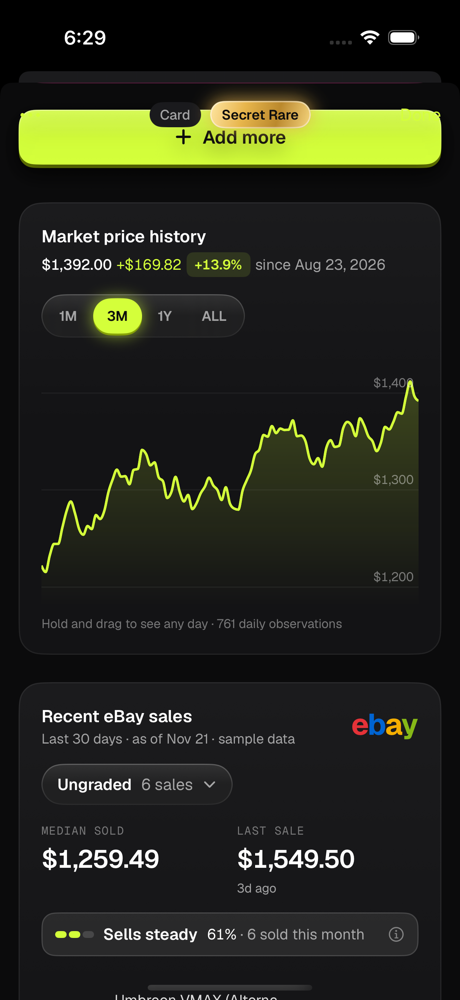 6:29
Card
Secret Rare
+ Add more
Market price history
$1,392.00 +$169.82 +13.9% since Aug 23, 2026
1M 3M 1Y ALL
$1,400
$1,300
$1,200
Hold and drag to see any day · 761 daily observations
Recent eBay sales
ebay
Last 30 days · as of Nov 21 · sample data
Ungraded 6 sales
MEDIAN SOLD
LAST SALE
$1,259.49
$1,549.50
3d ago
Sells steady 61% · 6 sold this month
Umbreon VMAX (Alterna